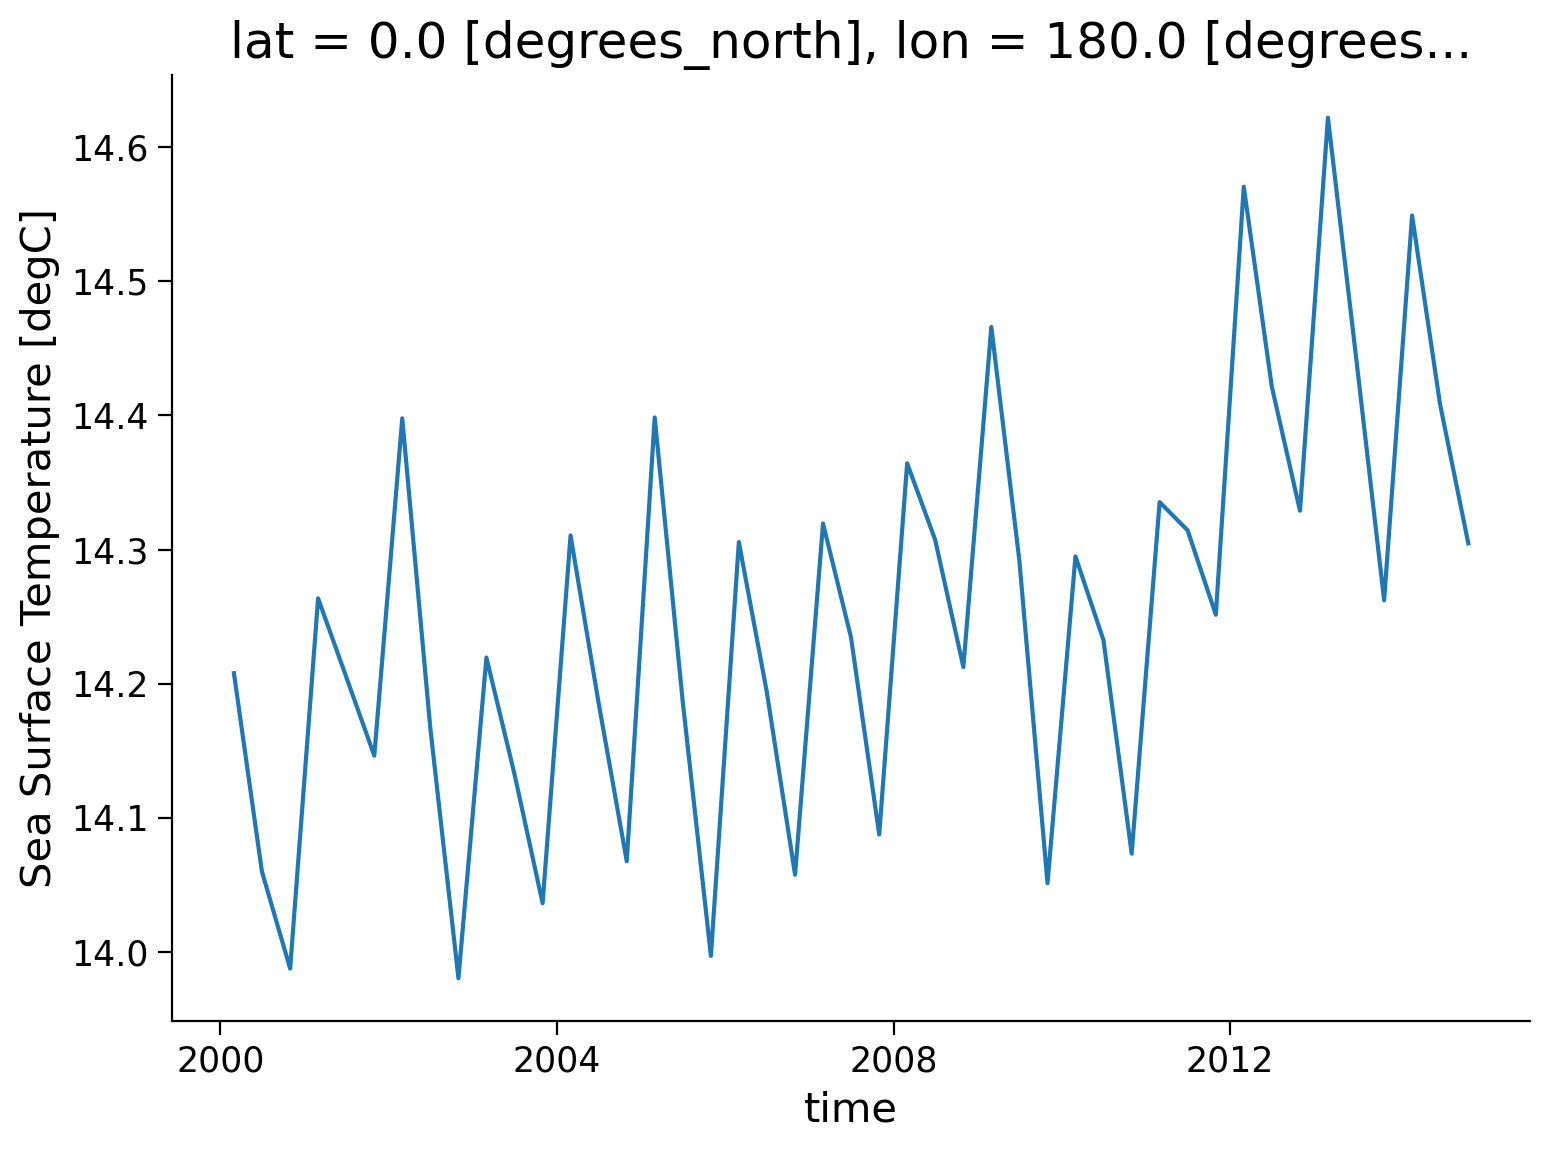 lat = 0.0 [degrees_north], lon = 180.0 [degrees...
Sea Surface Temperature [degC]
14.6
14.5
14.4
14.3
14.2
14.1
14.0
2000 2004 2008 2012
time